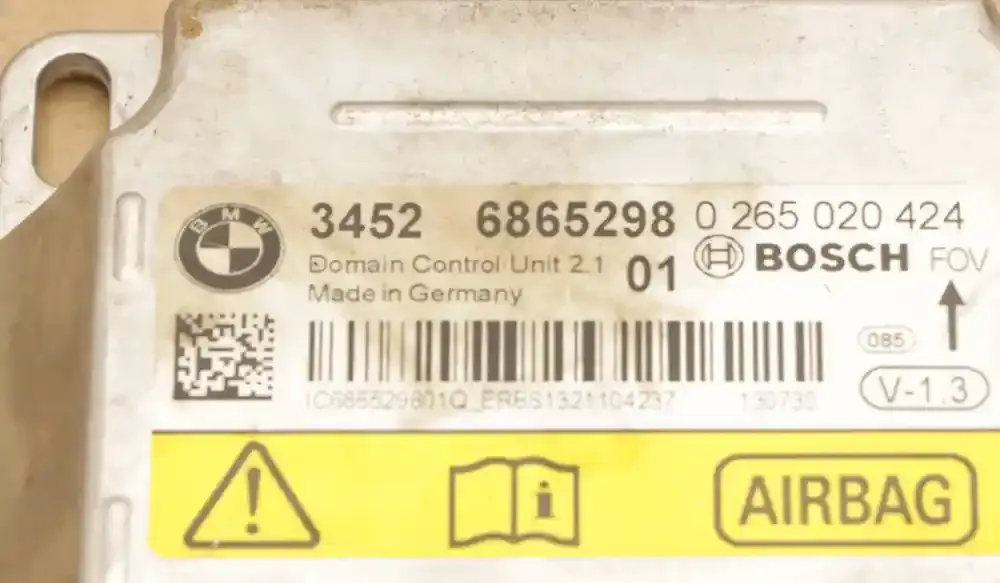 BMW
3452 6865298 01
Domain Control Unit 2.1
Made in Germany
0 265 020 424
BOSCH FOV
085
V-1.3
IC686529801Q_ERBS1321104237 130730
i
AIRBAG